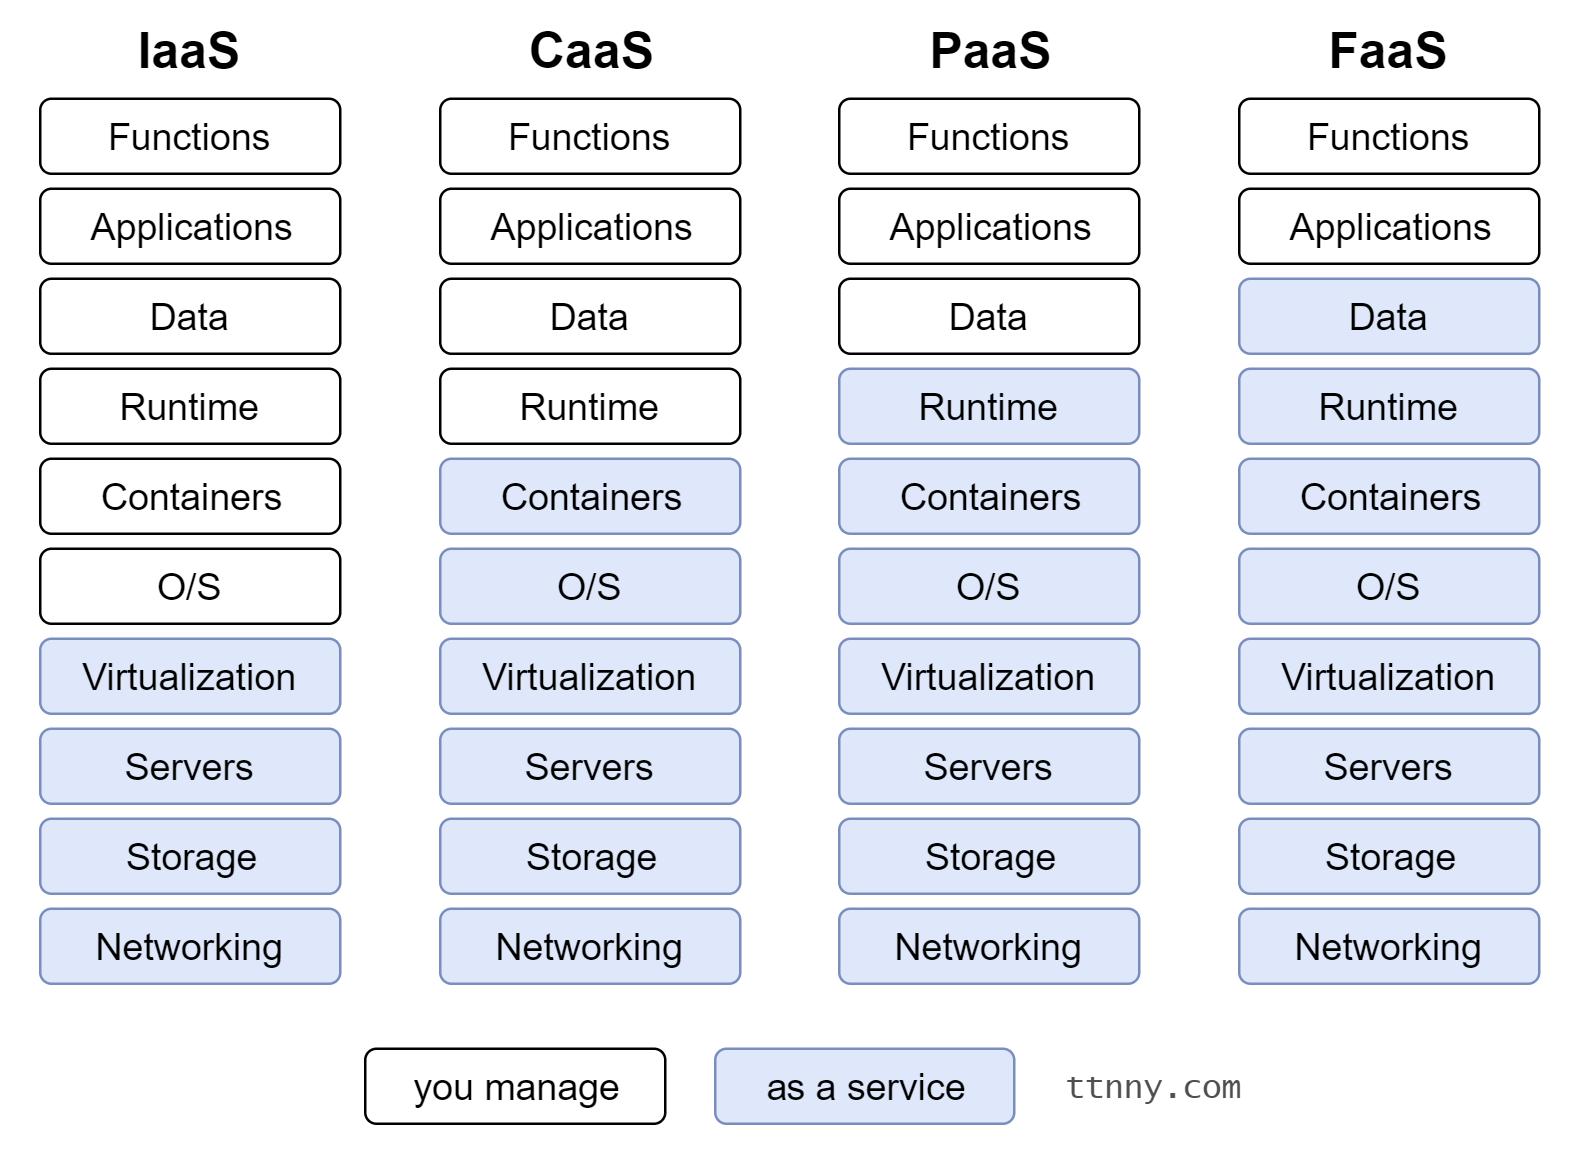 IaaS
CaaS
PaaS
FaaS
Functions
Functions
Functions
Functions
Applications
Applications
Applications
Applications
Data
Data
Data
Data
Runtime
Runtime
Runtime
Runtime
Containers
Containers
Containers
Containers
O/S
O/S
O/S
O/S
Virtualization
Virtualization
Virtualization
Virtualization
Servers
Servers
Servers
Servers
Storage
Storage
Storage
Storage
Networking
Networking
Networking
Networking
you manage
as a service
ttnny.com